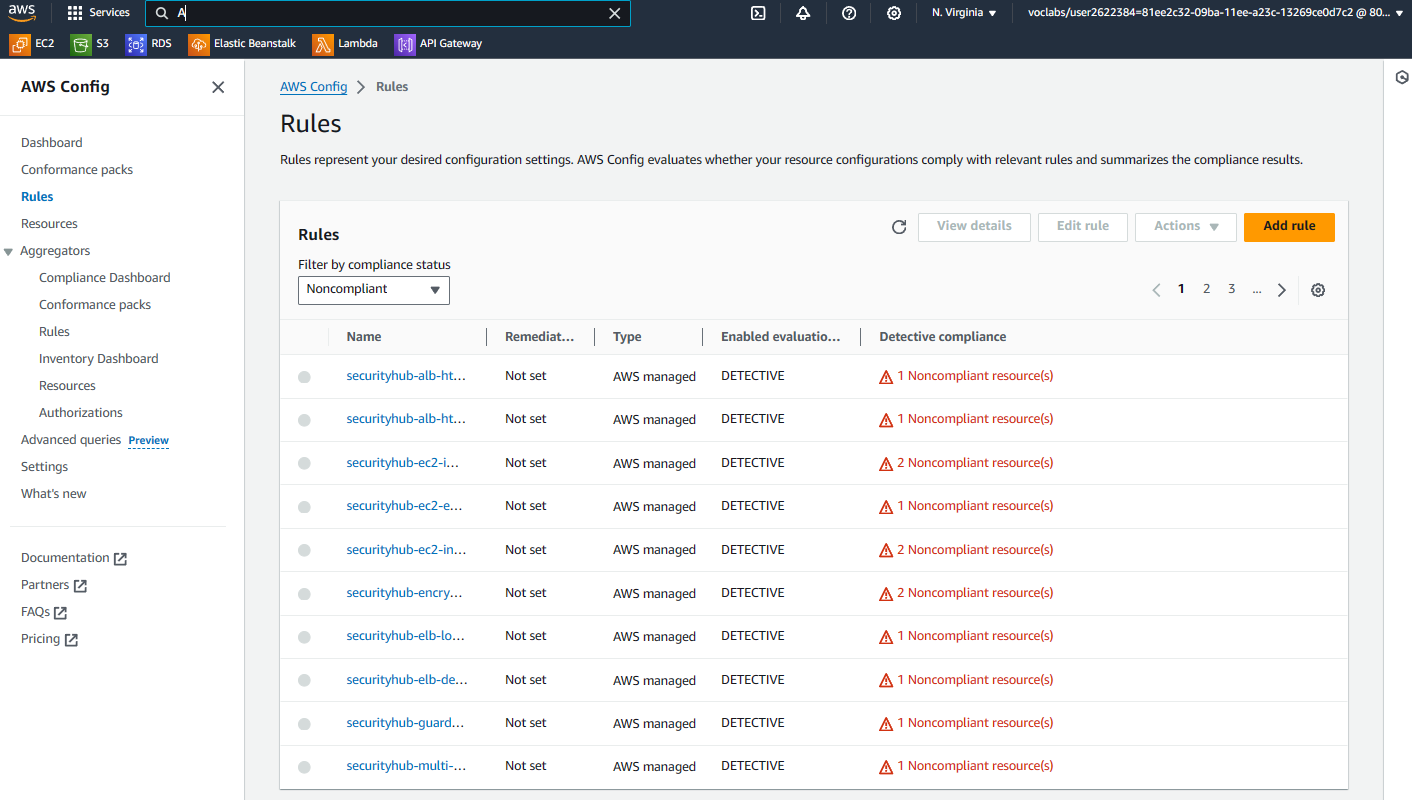 aws Services A N. Virginia voclabs/user2622384=81ee2c32-09ba-11ee-a23c-13269ce0d7c2 @ 80...
EC2 S3 RDS Elastic Beanstalk Lambda API Gateway
AWS Config
Dashboard
Conformance packs
Rules
Resources
Aggregators
Compliance Dashboard
Conformance packs
Rules
Inventory Dashboard
Resources
Authorizations
Advanced queries Preview
Settings
What's new
Documentation
Partners
FAQs
Pricing
AWS Config Rules
Rules
Rules represent your desired configuration settings. AWS Config evaluates whether your resource configurations comply with relevant rules and summarizes the compliance results.
Rules View details Edit rule Actions Add rule
Filter by compliance status
Noncompliant 1 2 3 ...
Name Remediat... Type Enabled evaluatio... Detective compliance
securityhub-alb-ht... Not set AWS managed DETECTIVE 1 Noncompliant resource(s)
securityhub-alb-ht... Not set AWS managed DETECTIVE 1 Noncompliant resource(s)
securityhub-ec2-i... Not set AWS managed DETECTIVE 2 Noncompliant resource(s)
securityhub-ec2-e... Not set AWS managed DETECTIVE 1 Noncompliant resource(s)
securityhub-ec2-in... Not set AWS managed DETECTIVE 2 Noncompliant resource(s)
securityhub-encry... Not set AWS managed DETECTIVE 2 Noncompliant resource(s)
securityhub-elb-lo... Not set AWS managed DETECTIVE 1 Noncompliant resource(s)
securityhub-elb-de... Not set AWS managed DETECTIVE 1 Noncompliant resource(s)
securityhub-guard... Not set AWS managed DETECTIVE 1 Noncompliant resource(s)
securityhub-multi-... Not set AWS managed DETECTIVE 1 Noncompliant resource(s)